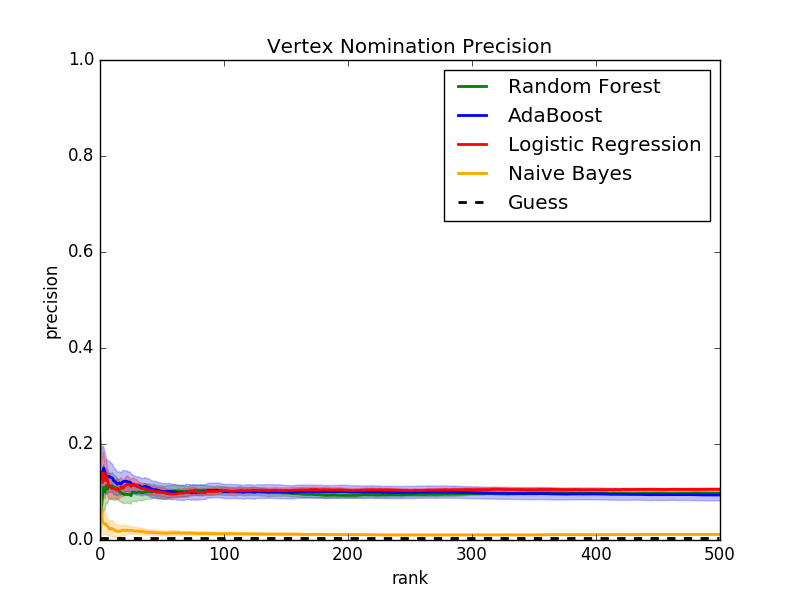 Vertex Nomination Precision
1.0
0.8
0.6
0.4
0.2
0.0
precision
Random Forest
AdaBoost
Logistic Regression
Naive Bayes
Guess
0
100
200
300
400
500
rank